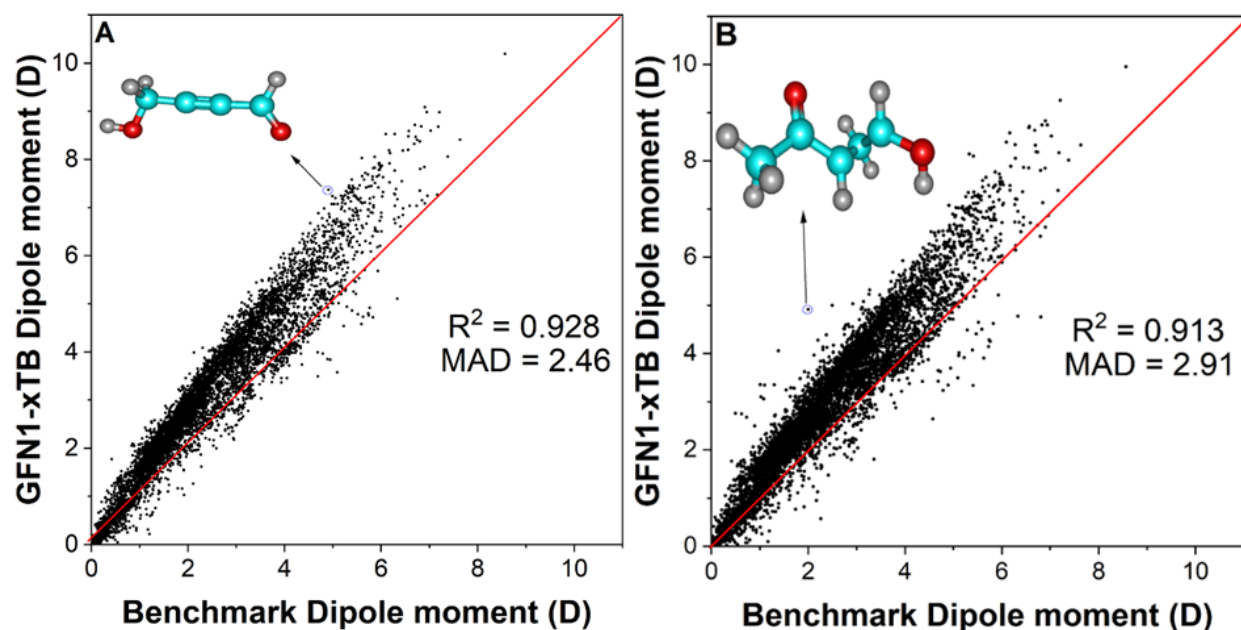 A
GFN1-xTB Dipole moment (D)
10
8
6
4
2
0
R² = 0.928
MAD = 2.46
0 2 4 6 8 10
Benchmark Dipole moment (D)
B
GFN1-xTB Dipole moment (D)
10
8
6
4
2
0
R² = 0.913
MAD = 2.91
0 2 4 6 8 10
Benchmark Dipole moment (D)